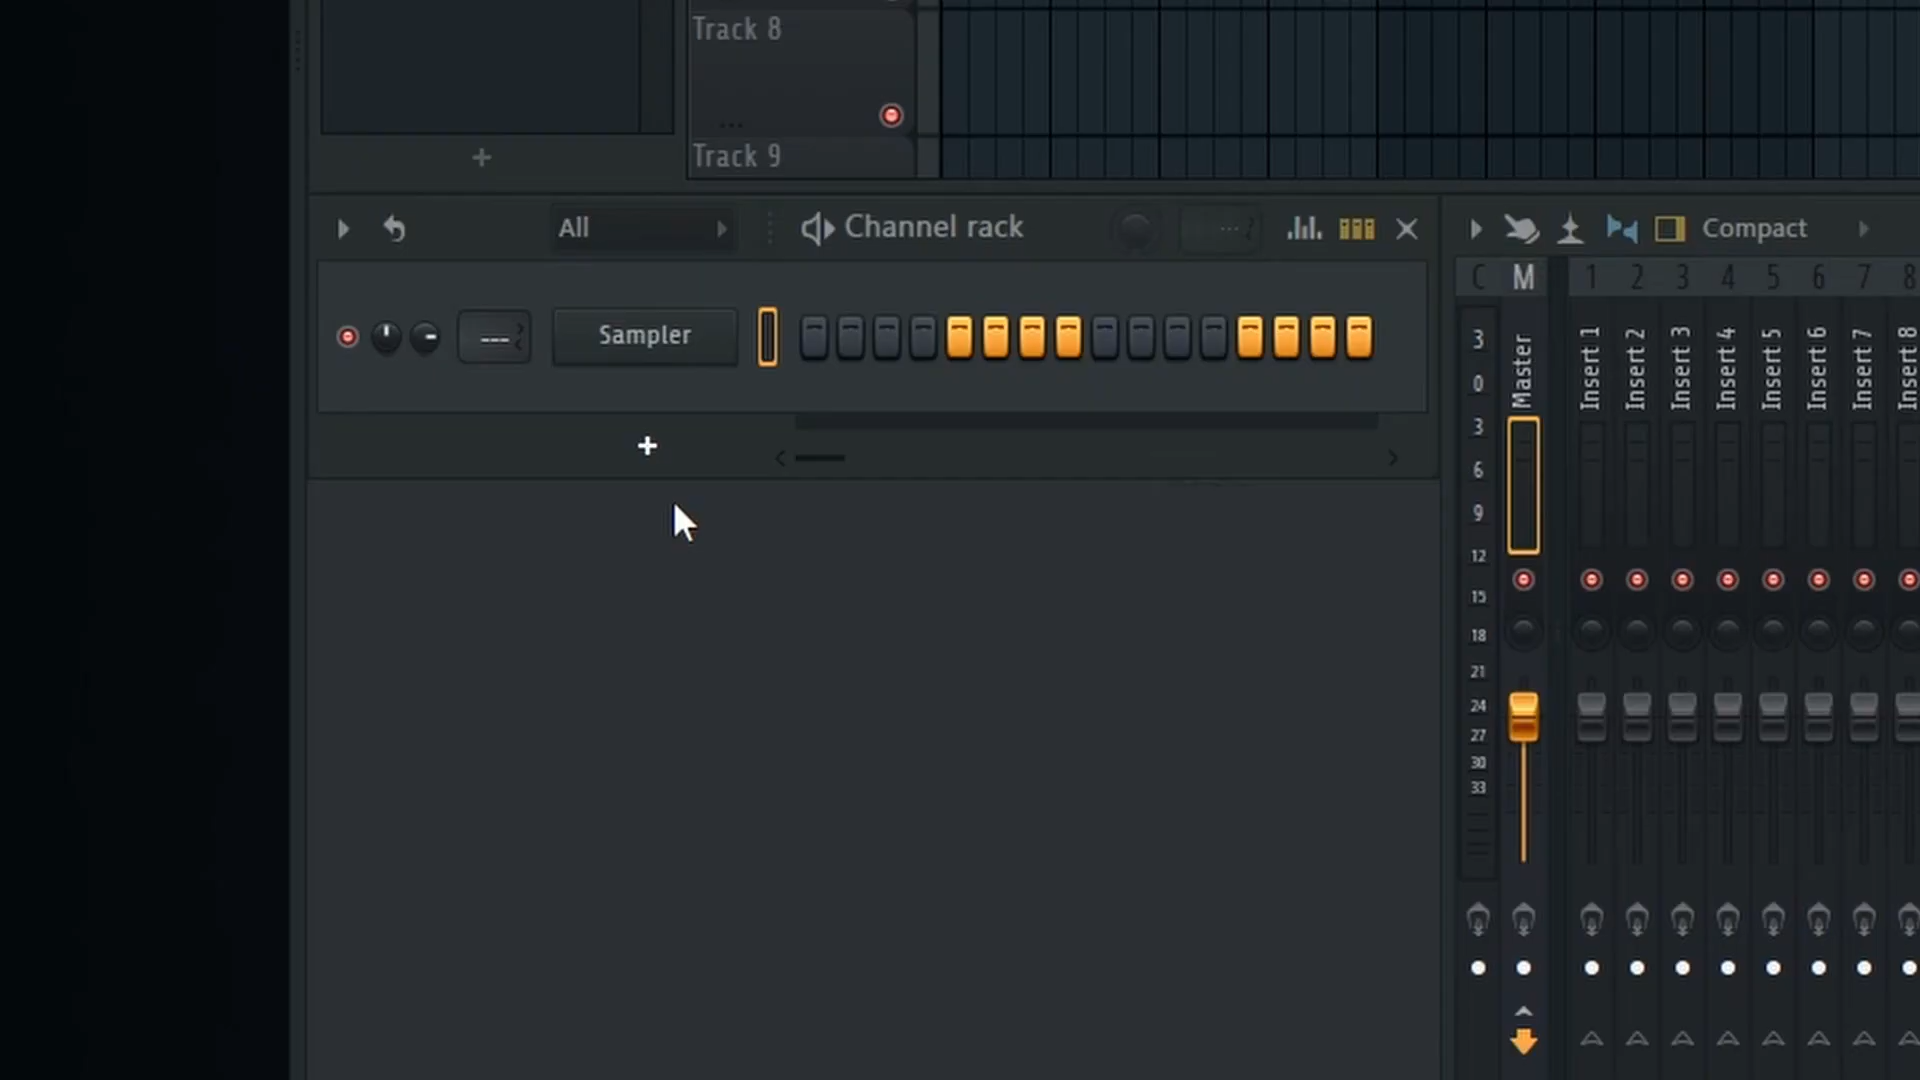 Track 8
Track 9
All
Channel rack
Compact
C M 1 2 3 4 5 6 7 8
Sampler
---
Master
Insert 1
Insert 2
Insert 3
Insert 4
Insert 5
Insert 6
Insert 7
Insert 8
3
0
3
6
9
12
15
18
21
24
27
30
33